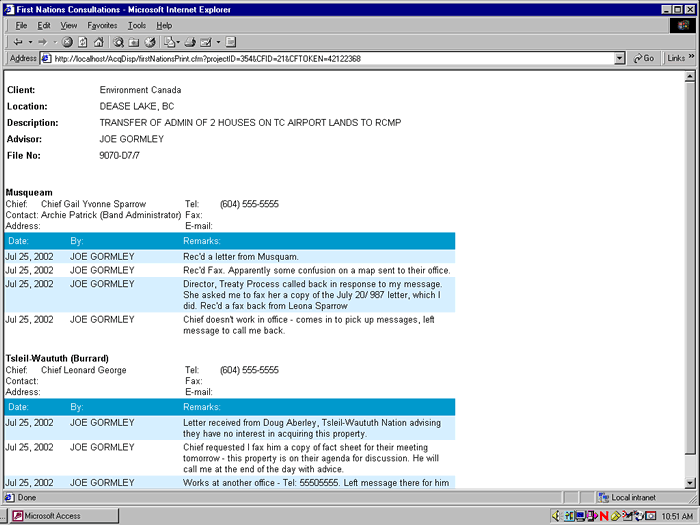 First Nations Consultations - Microsoft Internet Explorer
File Edit View Favorites Tools Help
Address http://localhost/AcqDisp/firstNationsPrint.cfm?projectID=354&CFID=21&CFTOKEN=42122368 Go Links »
Client: Environment Canada
Location: DEASE LAKE, BC
Description: TRANSFER OF ADMIN OF 2 HOUSES ON TC AIRPORT LANDS TO RCMP
Advisor: JOE GORMLEY
File No: 9070-D7/7
Musqueam
Chief: Chief Gail Yvonne Sparrow Tel: (604) 555-5555
Contact: Archie Patrick (Band Administrator) Fax:
Address: E-mail:
Date: By: Remarks:
Jul 25, 2002 JOE GORMLEY Rec'd a letter from Musquam.
Jul 25, 2002 JOE GORMLEY Rec'd Fax. Apparently some confusion on a map sent to their office.
Jul 25, 2002 JOE GORMLEY Director, Treaty Process called back in response to my message.
She asked me to fax her a copy of the July 20/ 987 letter, which I
did. Rec'd a fax back from Leona Sparrow
Jul 25, 2002 JOE GORMLEY Chief doesn't work in office - comes in to pick up messages, left
message to call me back.
Tsleil-Waututh (Burrard)
Chief: Chief Leonard George Tel: (604) 555-5555
Contact: Fax:
Address: E-mail:
Date: By: Remarks:
Jul 25, 2002 JOE GORMLEY Letter received from Doug Aberley, Tsleil-Waututh Nation advising
they have no interest in acquiring this property.
Jul 25, 2002 JOE GORMLEY Chief requested I fax him a copy of fact sheet for their meeting
tomorrow - this property is on their agenda for discussion. He will
call me at the end of the day with advice.
Jul 25, 2002 JOE GORMLEY Works at another office - Tel: 55505555. Left message there for him
Done Local intranet
Microsoft Access 10:51 AM